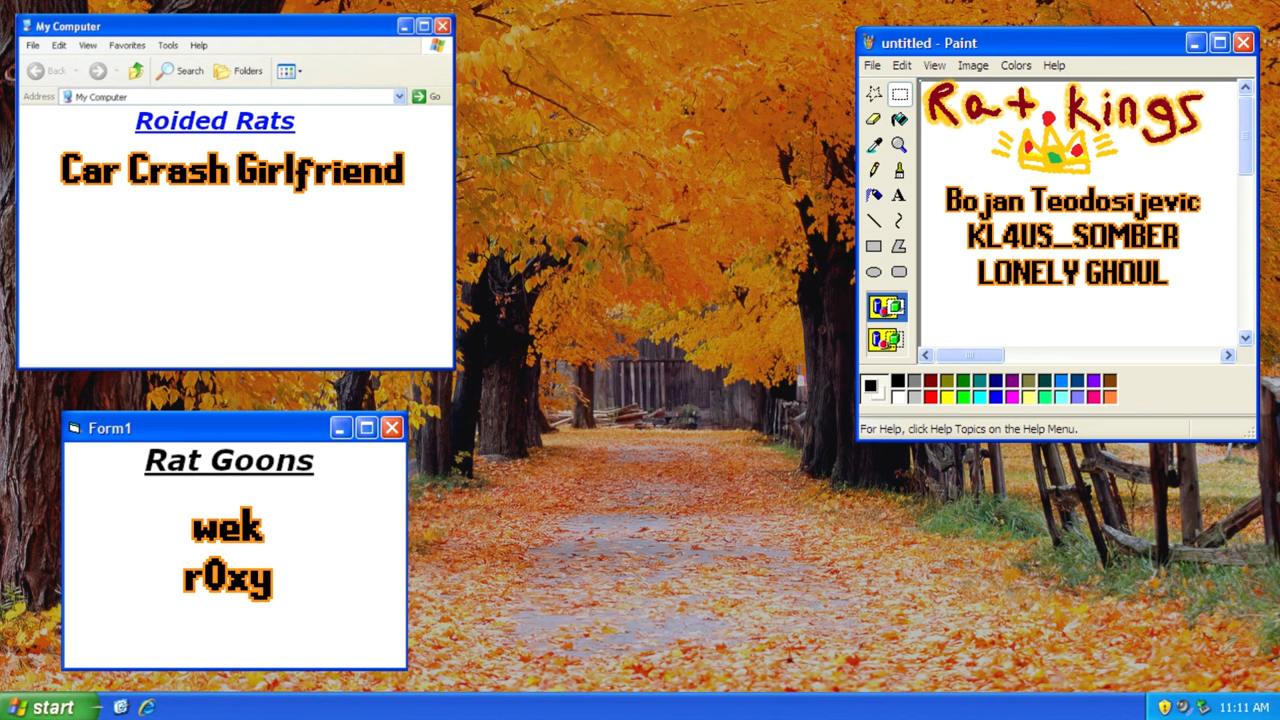 My Computer
File Edit View Favorites Tools Help
Back Search Folders
Address My Computer Go
Roided Rats
Car Crash Girlfriend
Form1
Rat Goons
wek
r0xy
untitled - Paint
File Edit View Image Colors Help
Rat kings
A
Bojan Teodosijevic
KL4US_SOMBER
LONELY GHOUL
For Help, click Help Topics on the Help Menu.
start
11:11 AM